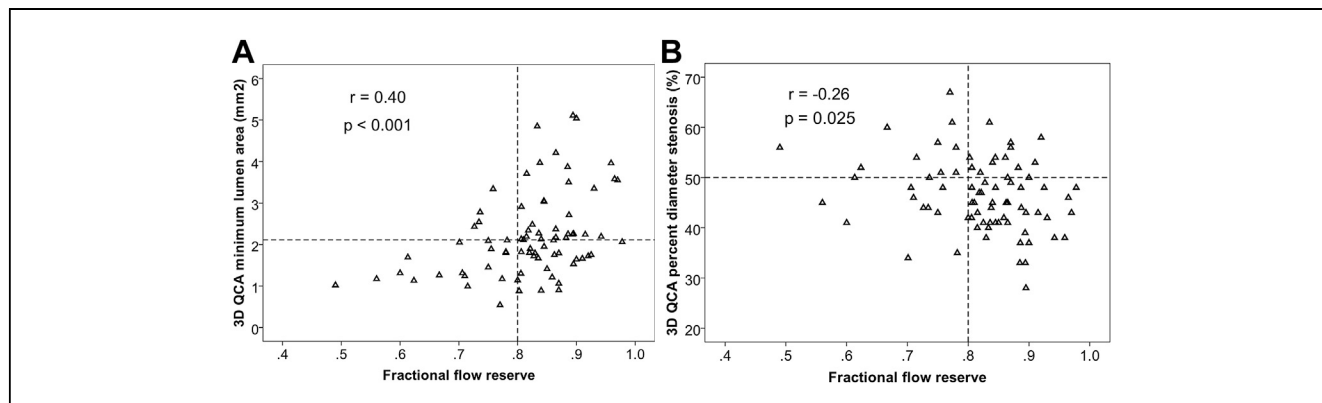 A
3D QCA minimum lumen area (mm2)
6
5
4
3
2
1
0
r = 0.40
p < 0.001
.4 .5 .6 .7 .8 .9 1.0
Fractional flow reserve
B
3D QCA percent diameter stenosis (%)
70
60
50
40
30
20
r = -0.26
p = 0.025
.4 .5 .6 .7 .8 .9 1.0
Fractional flow reserve